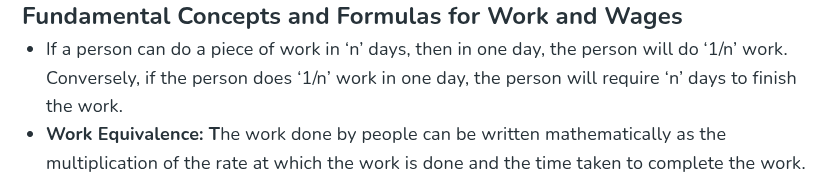 Fundamental Concepts and Formulas for Work and Wages
• If a person can do a piece of work in ‘n’ days, then in one day, the person will do ‘1/n’ work.
Conversely, if the person does ‘1/n’ work in one day, the person will require ‘n’ days to finish
the work.
• Work Equivalence: The work done by people can be written mathematically as the
multiplication of the rate at which the work is done and the time taken to complete the work.